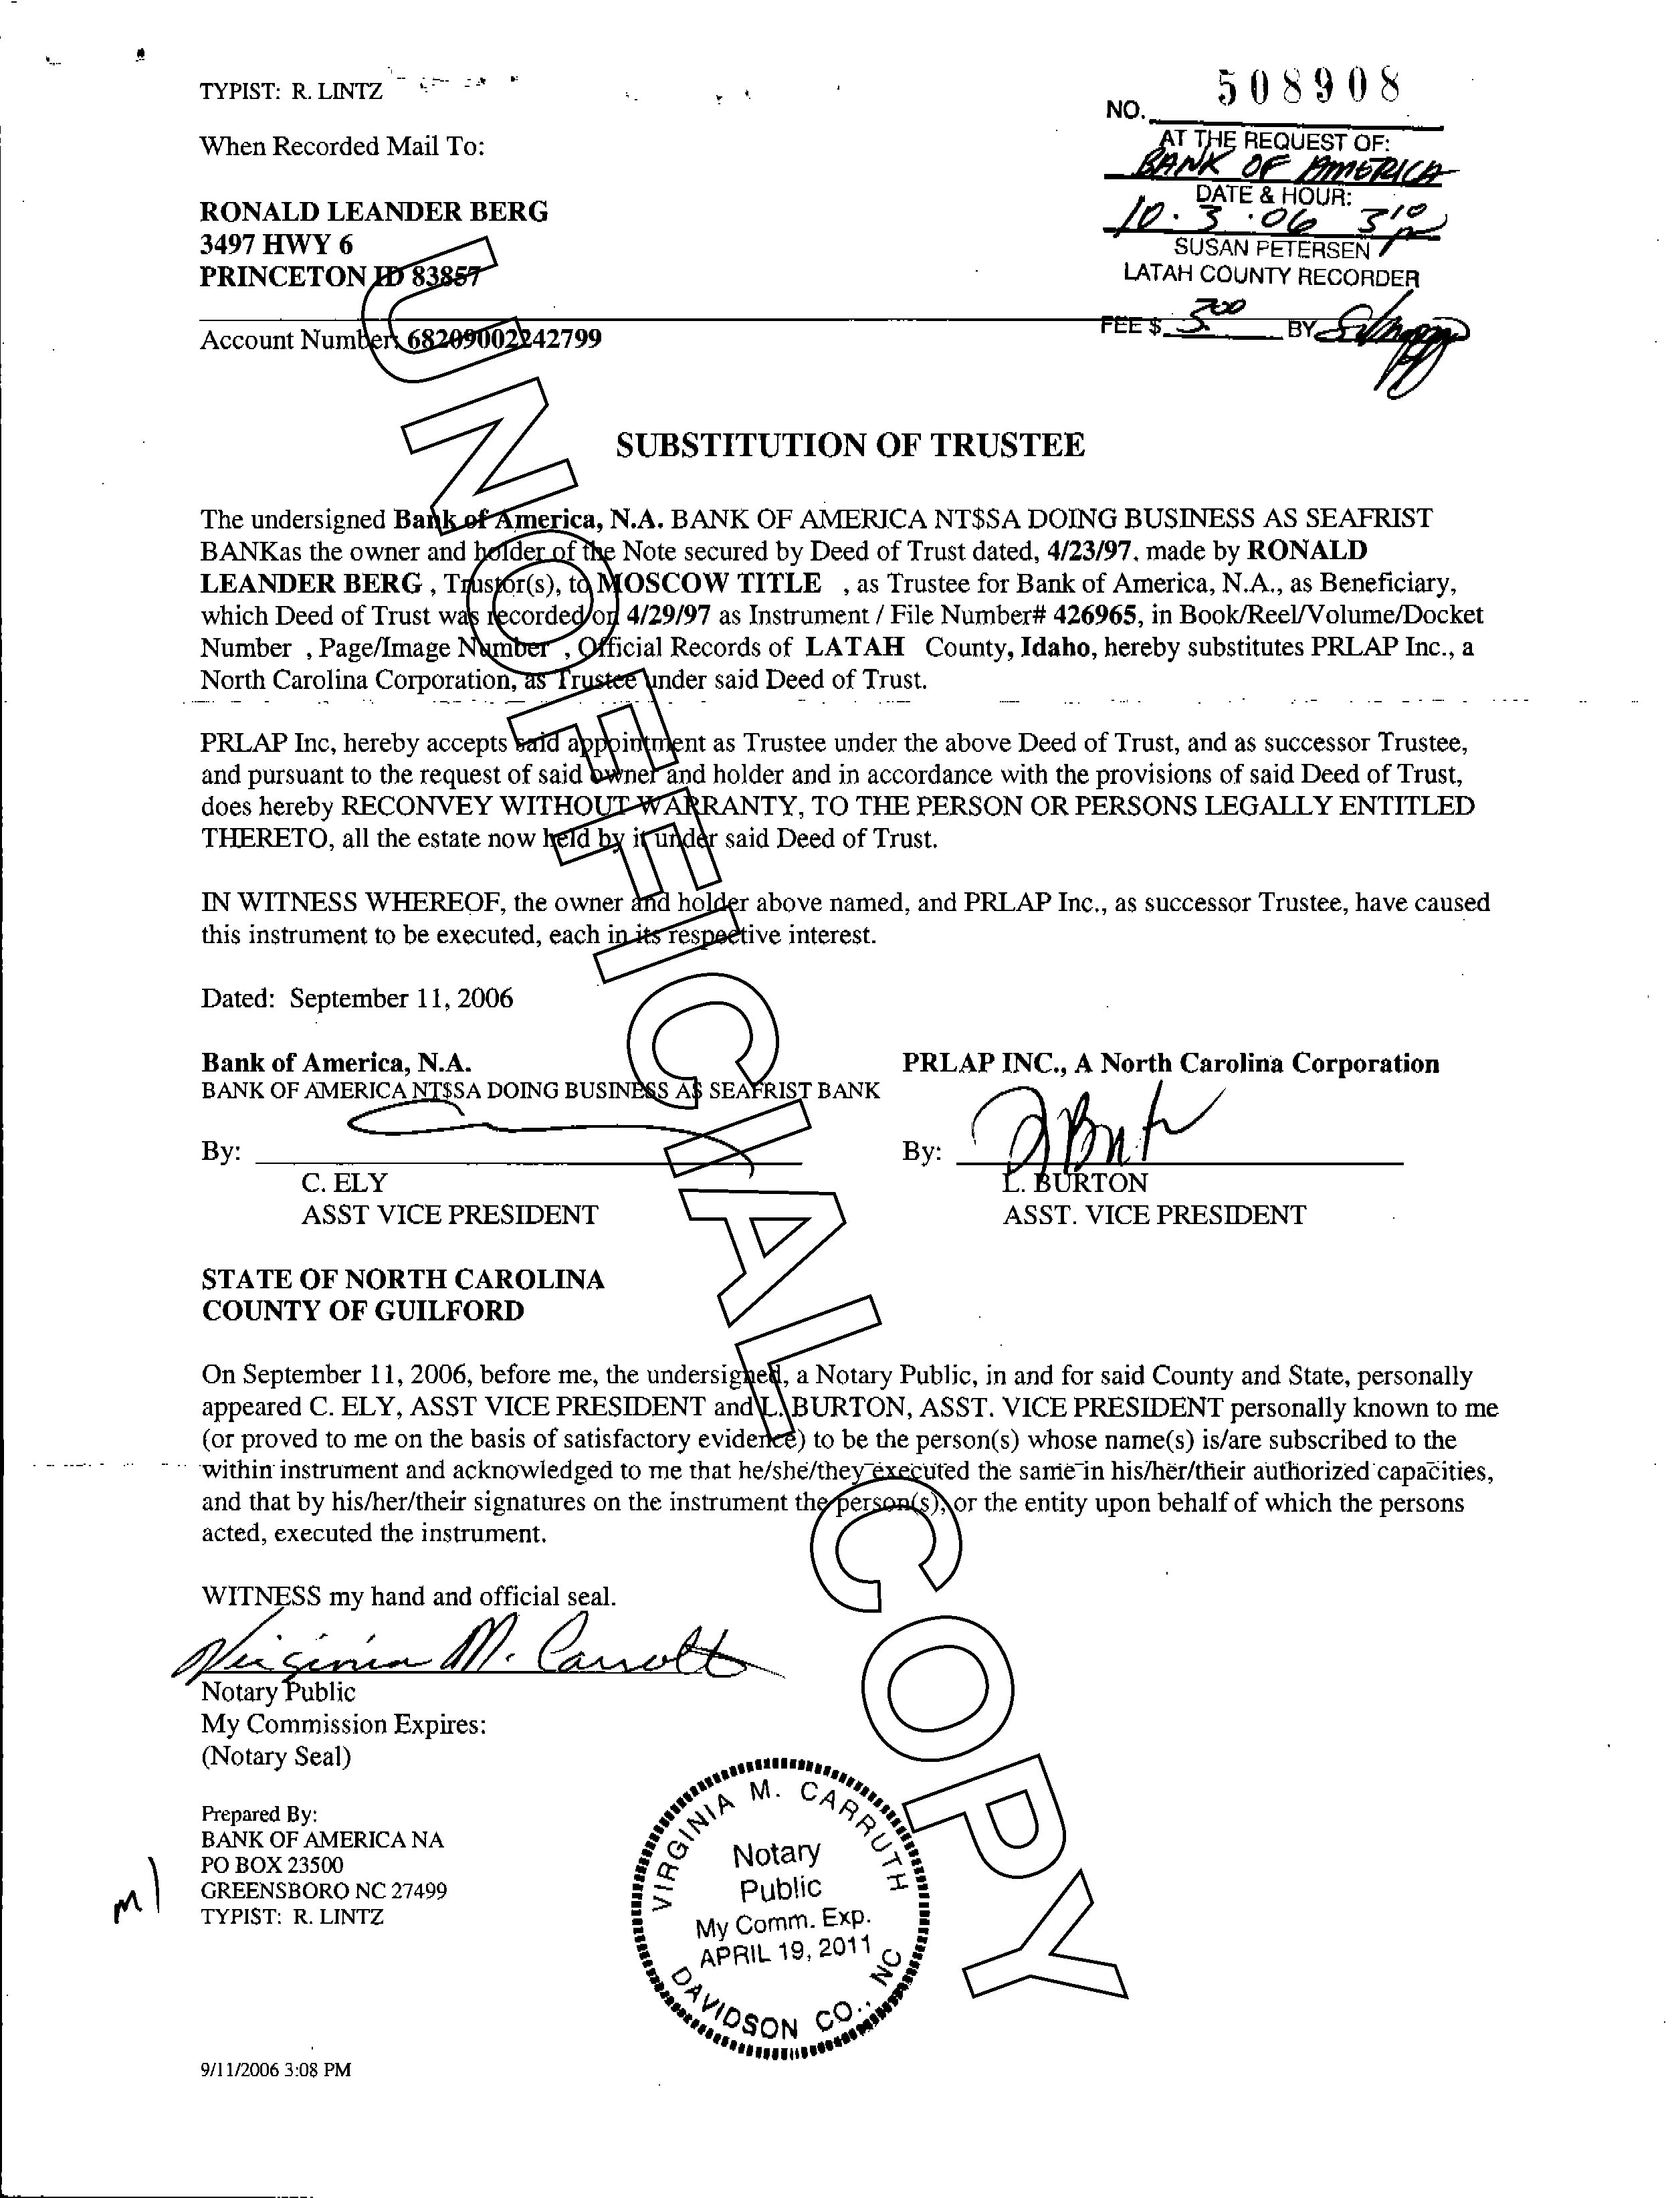 TYPIST: R. LINTZ
When Recorded Mail To:
RONALD LEANDER BERG
3497 HWY 6
PRINCETON ID 83857
Account Number: 68209002242799
NO. 508908
AT THE REQUEST OF:
BANK OF AMERICA
DATE & HOUR:
10.3.06 3:10 p
SUSAN PETERSEN
LATAH COUNTY RECORDER
FEE $ 3.00 BY
SUBSTITUTION OF TRUSTEE
The undersigned Bank of America, N.A. BANK OF AMERICA NT$SA DOING BUSINESS AS SEAFRIST
BANKas the owner and holder of the Note secured by Deed of Trust dated, 4/23/97, made by RONALD
LEANDER BERG , Trustor(s), to MOSCOW TITLE , as Trustee for Bank of America, N.A., as Beneficiary,
which Deed of Trust was recorded on 4/29/97 as Instrument / File Number# 426965, in Book/Reel/Volume/Docket
Number , Page/Image Number , Official Records of LATAH County, Idaho, hereby substitutes PRLAP Inc., a
North Carolina Corporation, as Trustee under said Deed of Trust.
PRLAP Inc, hereby accepts said appointment as Trustee under the above Deed of Trust, and as successor Trustee,
and pursuant to the request of said owner and holder and in accordance with the provisions of said Deed of Trust,
does hereby RECONVEY WITHOUT WARRANTY, TO THE PERSON OR PERSONS LEGALLY ENTITLED
THERETO, all the estate now held by it under said Deed of Trust.
IN WITNESS WHEREOF, the owner and holder above named, and PRLAP Inc., as successor Trustee, have caused
this instrument to be executed, each in its respective interest.
Dated: September 11, 2006
Bank of America, N.A.
BANK OF AMERICA NT$SA DOING BUSINESS AS SEAFRIST BANK
By:
C. ELY
ASST VICE PRESIDENT
PRLAP INC., A North Carolina Corporation
By: L Burton
L. BURTON
ASST. VICE PRESIDENT
STATE OF NORTH CAROLINA
COUNTY OF GUILFORD
On September 11, 2006, before me, the undersigned, a Notary Public, in and for said County and State, personally
appeared C. ELY, ASST VICE PRESIDENT and L. BURTON, ASST. VICE PRESIDENT personally known to me
(or proved to me on the basis of satisfactory evidence) to be the person(s) whose name(s) is/are subscribed to the
within instrument and acknowledged to me that he/she/they executed the same in his/her/their authorized capacities,
and that by his/her/their signatures on the instrument the person(s), or the entity upon behalf of which the persons
acted, executed the instrument.
WITNESS my hand and official seal.
Virginia M. Carruth
Notary Public
My Commission Expires:
(Notary Seal)
Prepared By:
BANK OF AMERICA NA
PO BOX 23500
GREENSBORO NC 27499
TYPIST: R. LINTZ
VIRGINIA M. CARRUTH
Notary
Public
My Comm. Exp.
APRIL 19, 2011
DAVIDSON CO., NC
9/11/2006 3:08 PM
UNOFFICIAL COPY